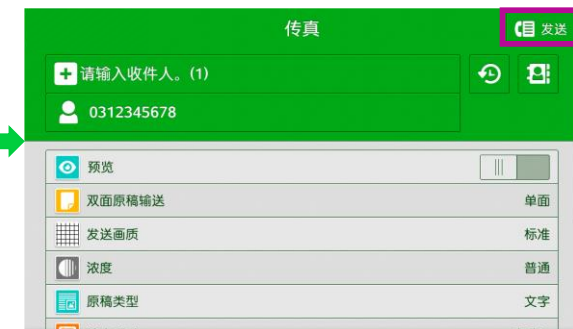 传真
发送
请输入收件人。(1)
0312345678
预览
双面原稿输送 单面
发送画质 标准
浓度 普通
原稿类型 文字